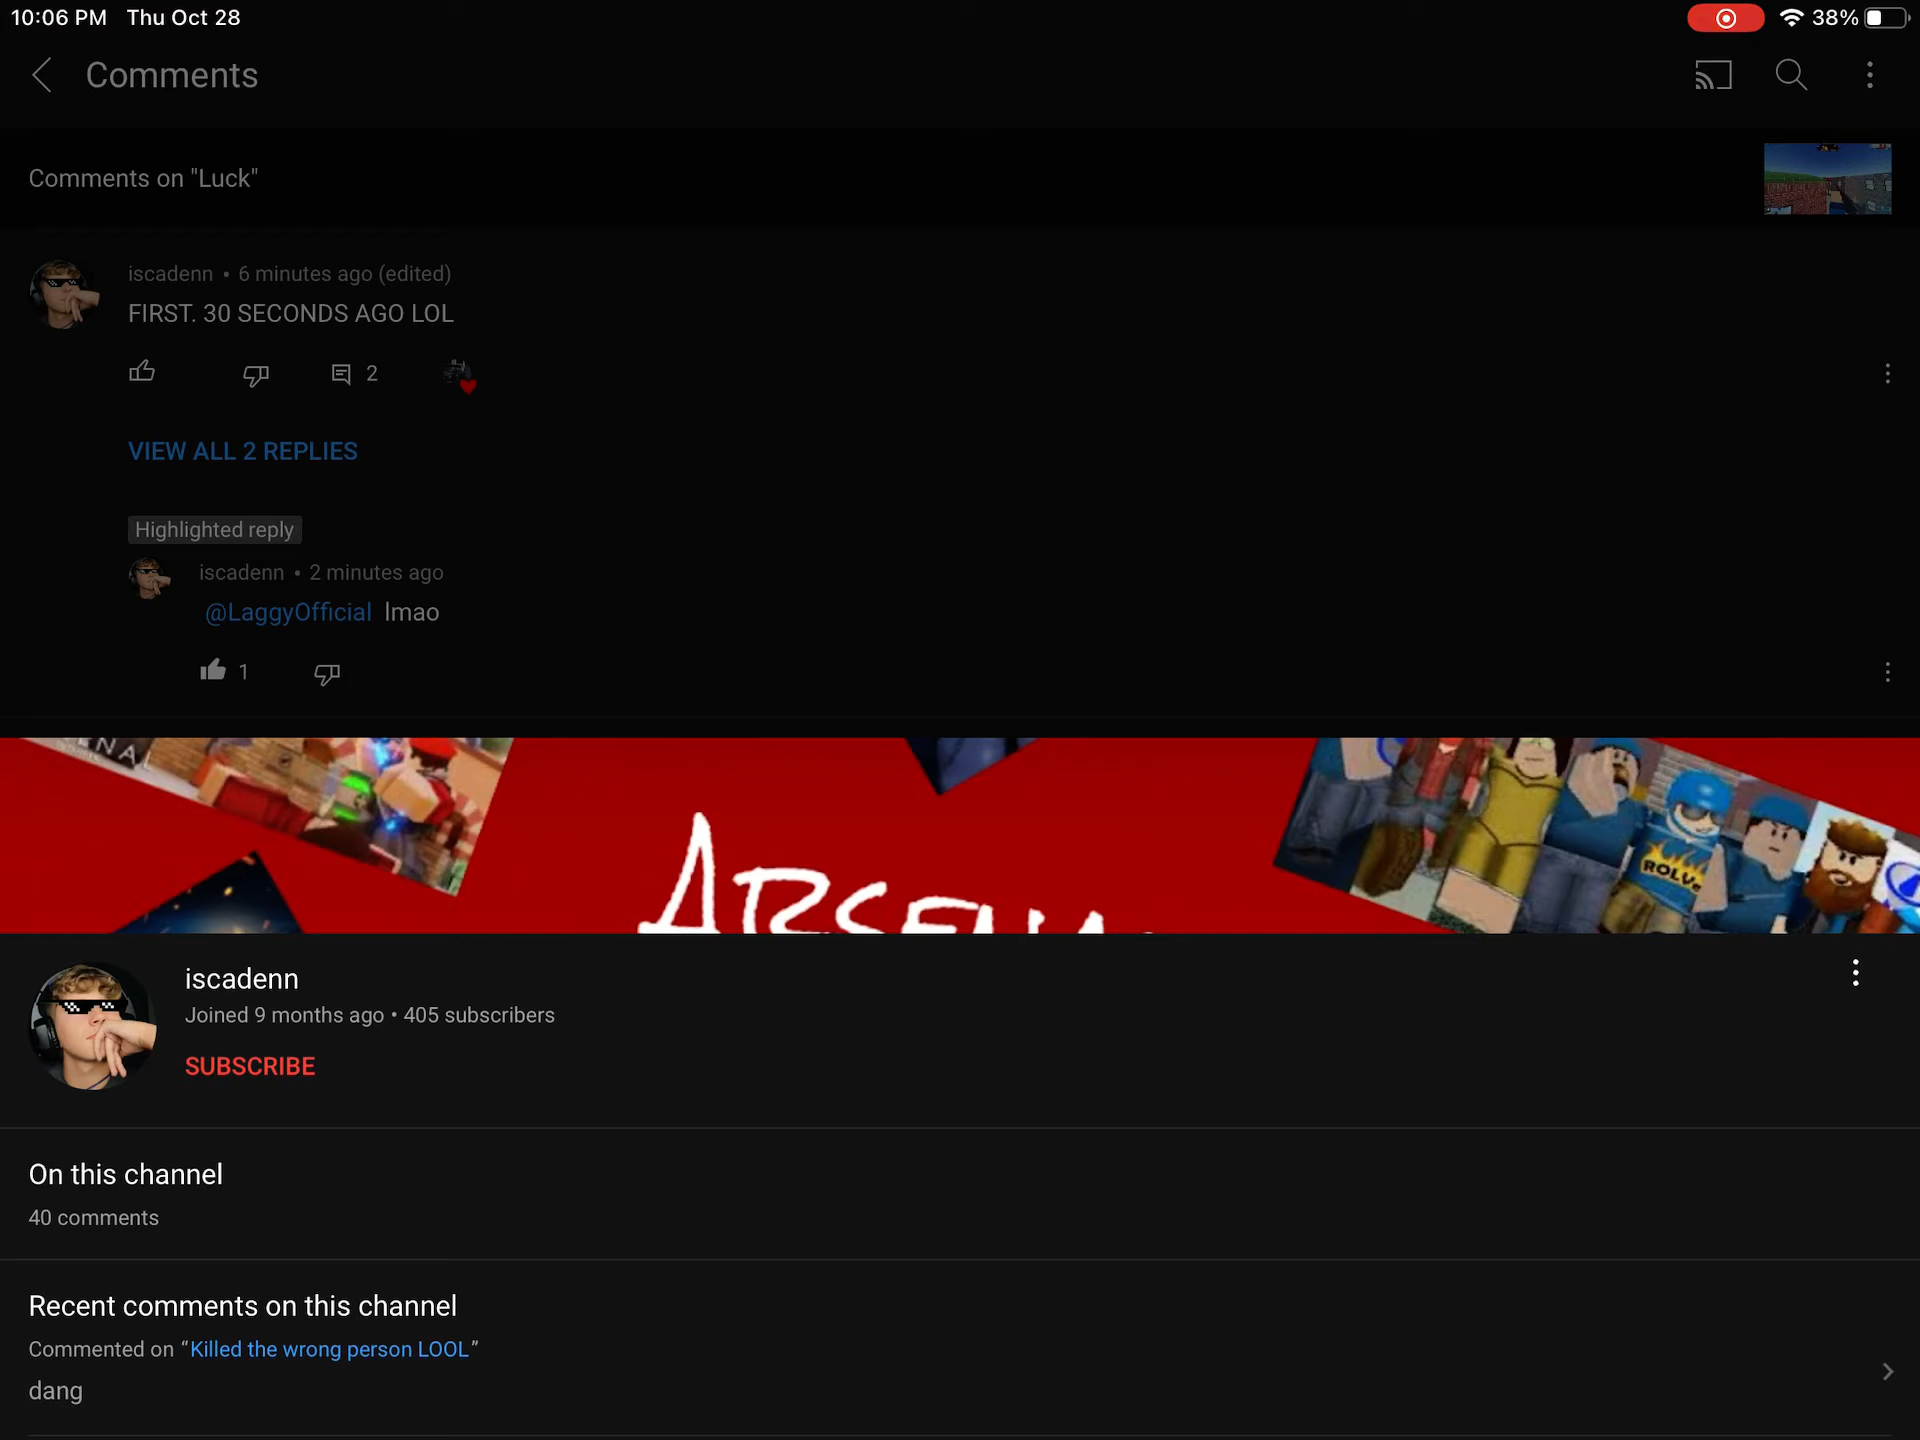 10:06 PM Thu Oct 28
38%
Comments
Comments on "Luck"
iscadenn • 6 minutes ago (edited)
FIRST. 30 SECONDS AGO LOL
2
VIEW ALL 2 REPLIES
Highlighted reply
iscadenn • 2 minutes ago
@LaggyOfficial lmao
1
ROLVe
iscadenn
Joined 9 months ago • 405 subscribers
SUBSCRIBE
On this channel
40 comments
Recent comments on this channel
Commented on “Killed the wrong person LOOL”
dang